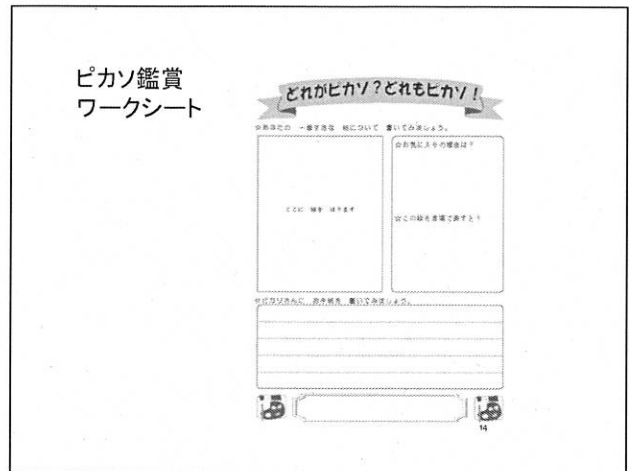 ピカソ鑑賞
ワークシート
どれがピカソ？どれもピカソ！
☆あなたの 一番すきな 絵について 書いてみましょう。
☆お気に入りの理由は？
ここに 絵を はります
☆この絵を言葉で表すと？
☆ピカソさんに お手紙を 書いてみましょう。
14